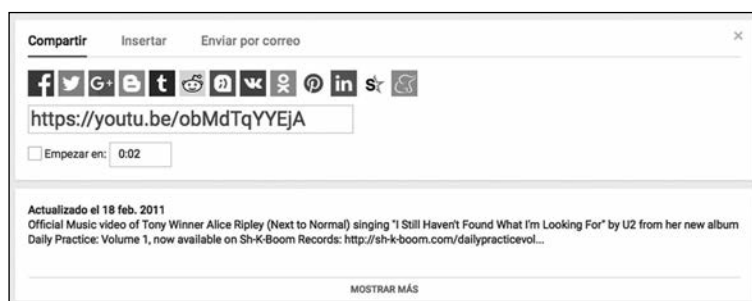 Compartir Insertar Enviar por correo
https://youtu.be/obMdTqYYEjA
Empezar en: 0:02
Actualizado el 18 feb. 2011
Official Music video of Tony Winner Alice Ripley (Next to Normal) singing "I Still Haven't Found What I'm Looking For" by U2 from her new album
Daily Practice: Volume 1, now available on Sh-K-Boom Records: http://sh-k-boom.com/dailypracticevol...
MOSTRAR MÁS